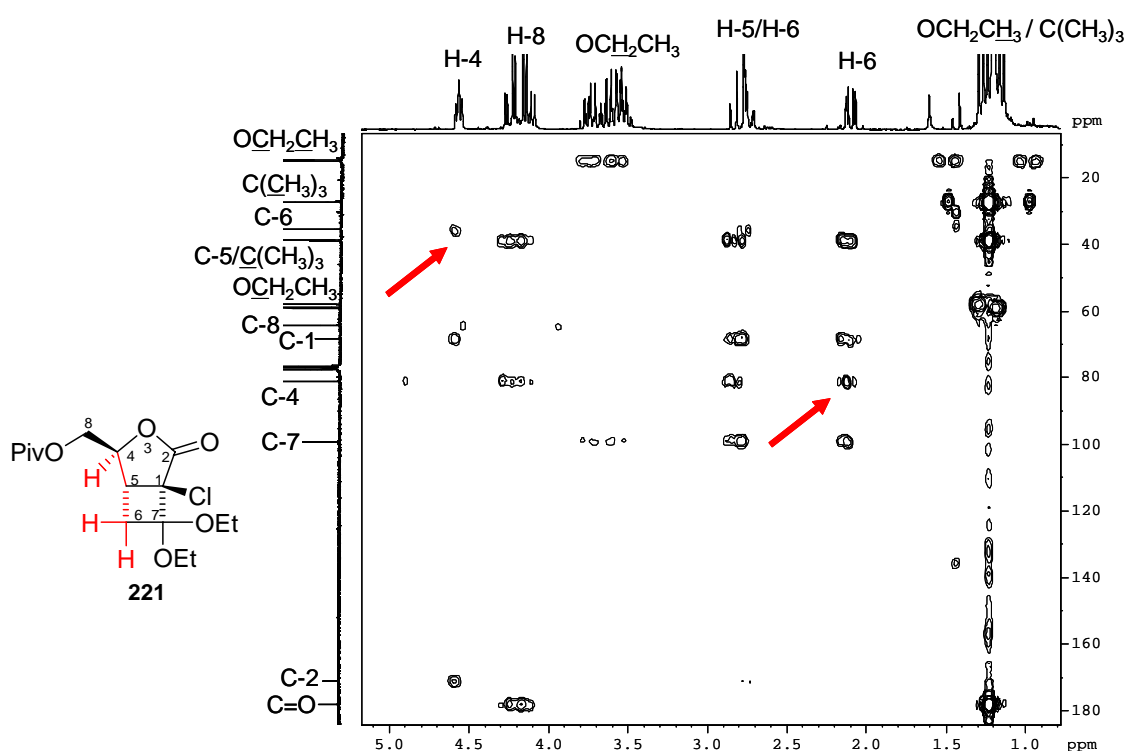 H-4
H-8
OCH2CH3
H-5/H-6
H-6
OCH2CH3 / C(CH3)3
ppm
OCH2CH3
C(CH3)3
C-6
C-5/C(CH3)3
OCH2CH3
C-8
C-1
C-4
C-7
C-2
C=O
20
40
60
80
100
120
140
160
180
5.0 4.5 4.0 3.5 3.0 2.5 2.0 1.5 1.0 ppm
8
PivO
O
O
3
2
4
H
5
1
Cl
H
6
7
OEt
H
OEt
221